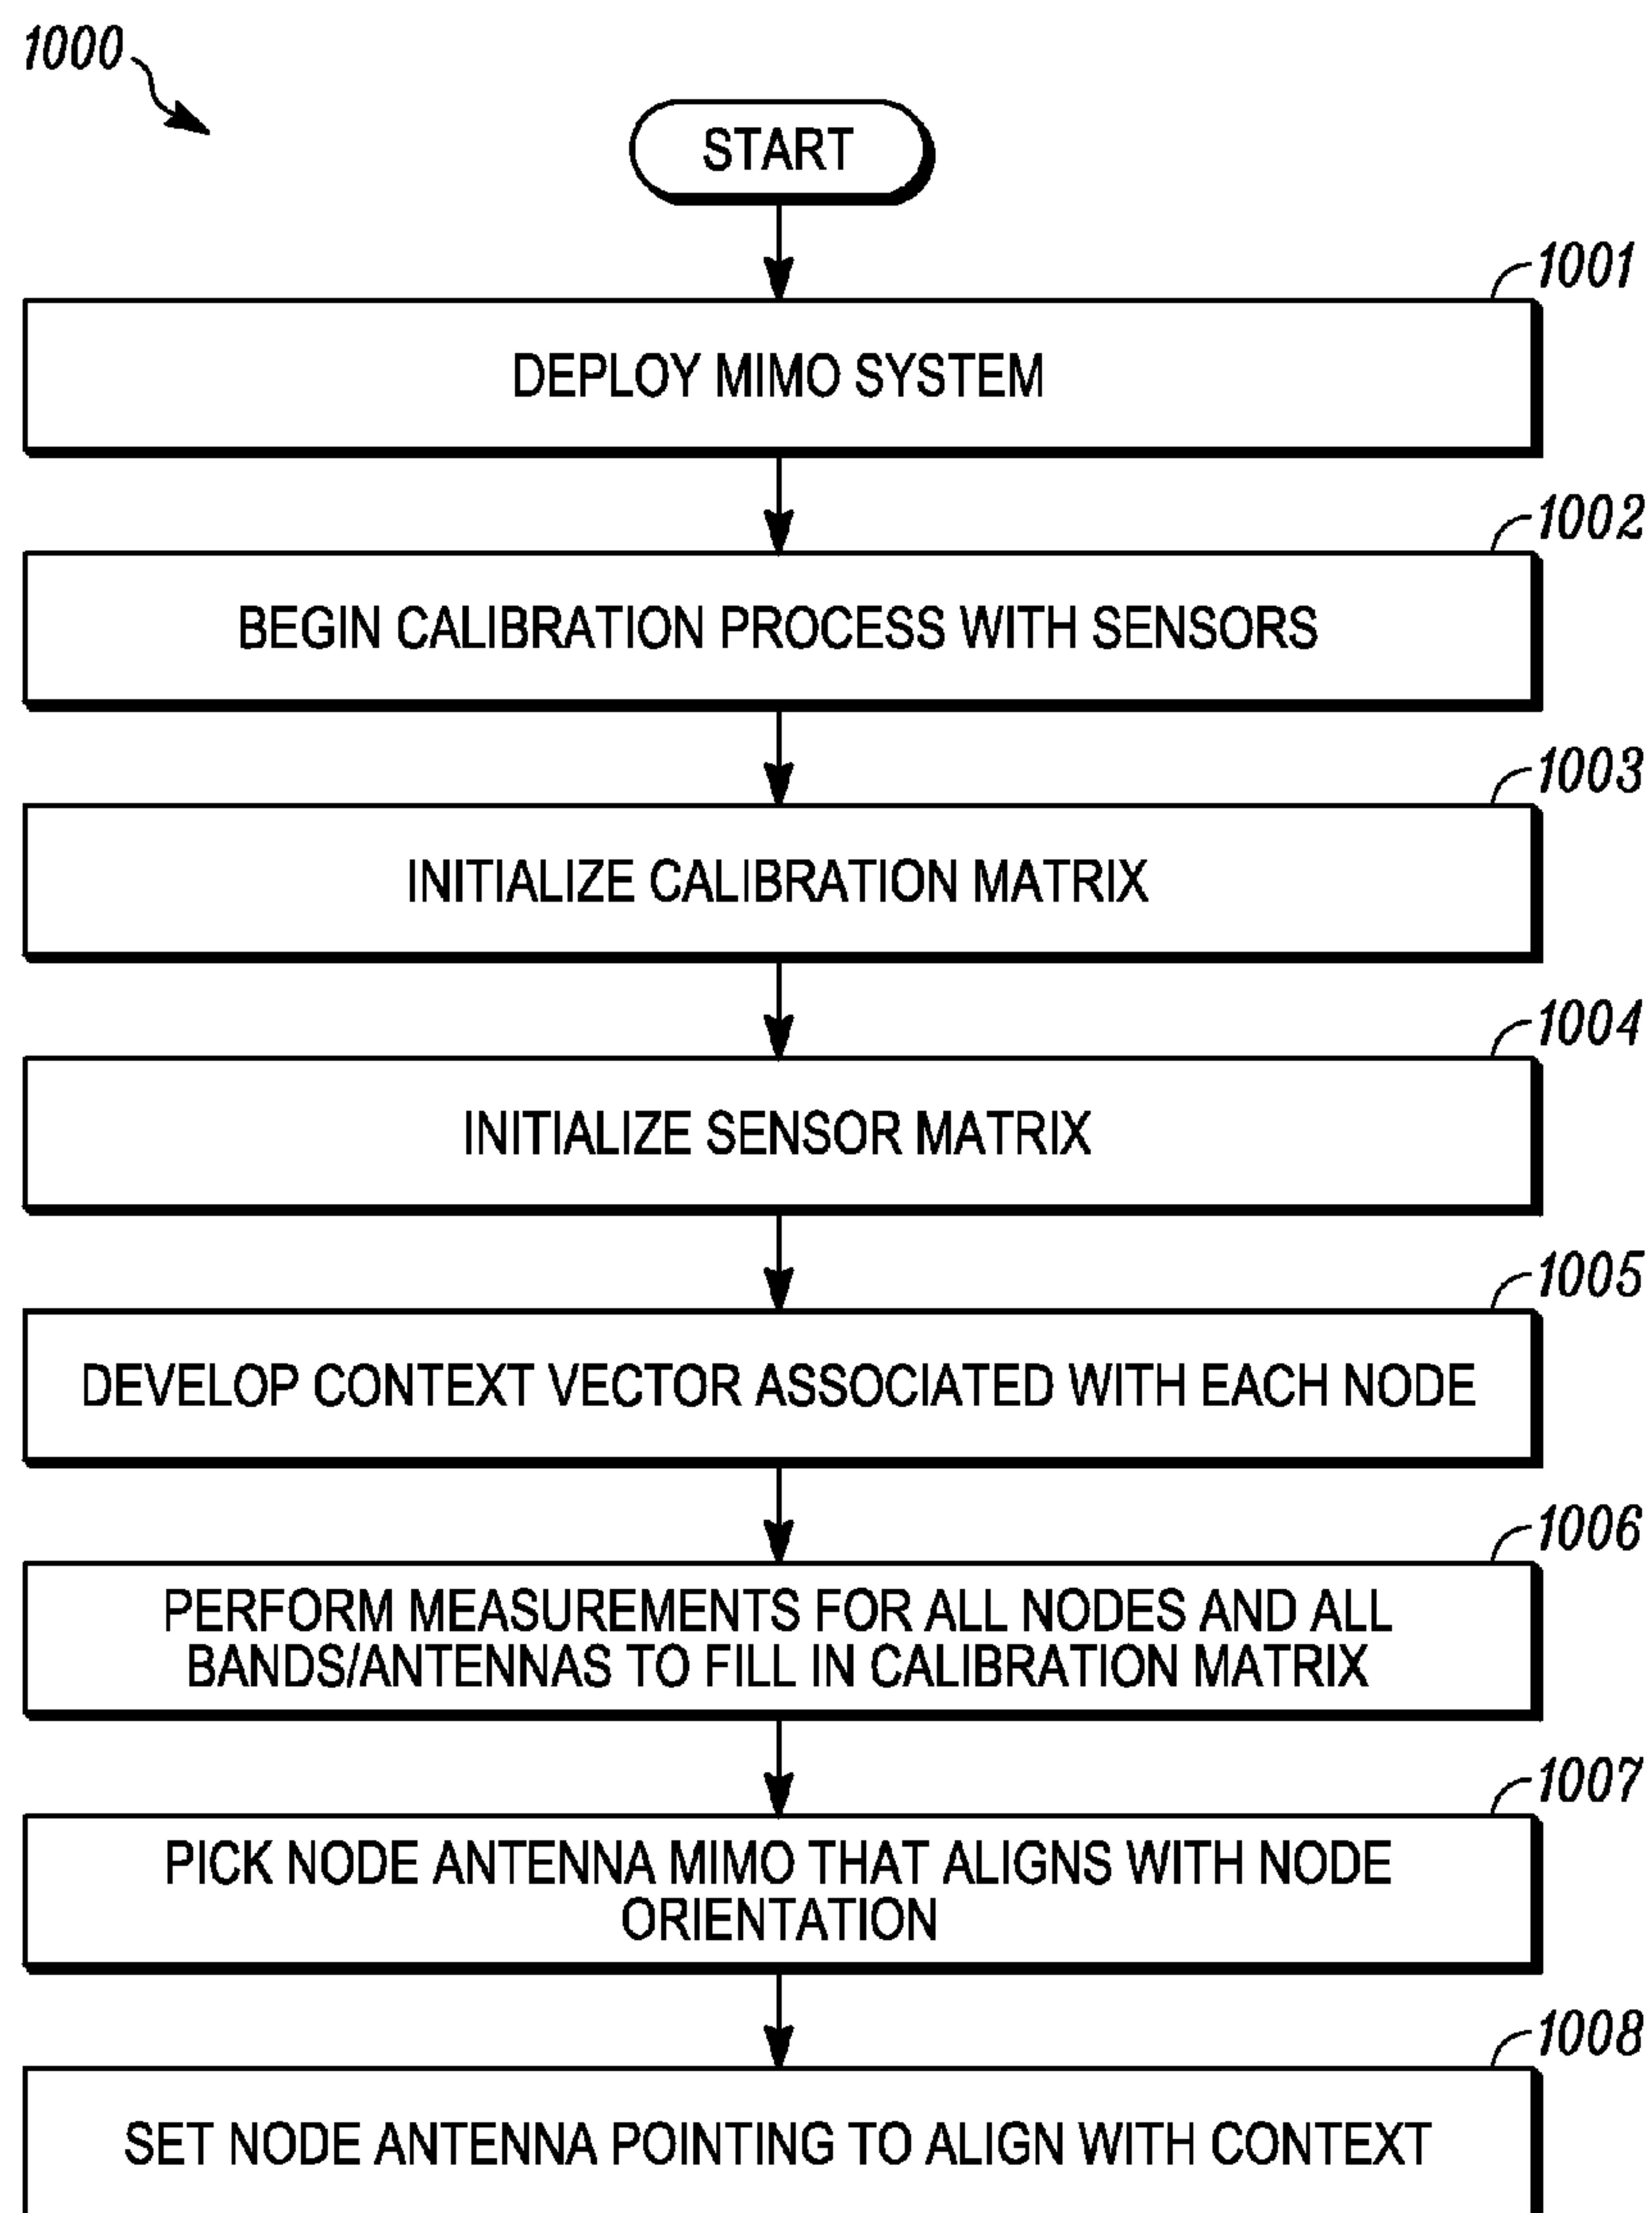 1000
START
1001
DEPLOY MIMO SYSTEM
1002
BEGIN CALIBRATION PROCESS WITH SENSORS
1003
INITIALIZE CALIBRATION MATRIX
1004
INITIALIZE SENSOR MATRIX
1005
DEVELOP CONTEXT VECTOR ASSOCIATED WITH EACH NODE
1006
PERFORM MEASUREMENTS FOR ALL NODES AND ALL
BANDS/ANTENNAS TO FILL IN CALIBRATION MATRIX
1007
PICK NODE ANTENNA MIMO THAT ALIGNS WITH NODE
ORIENTATION
1008
SET NODE ANTENNA POINTING TO ALIGN WITH CONTEXT